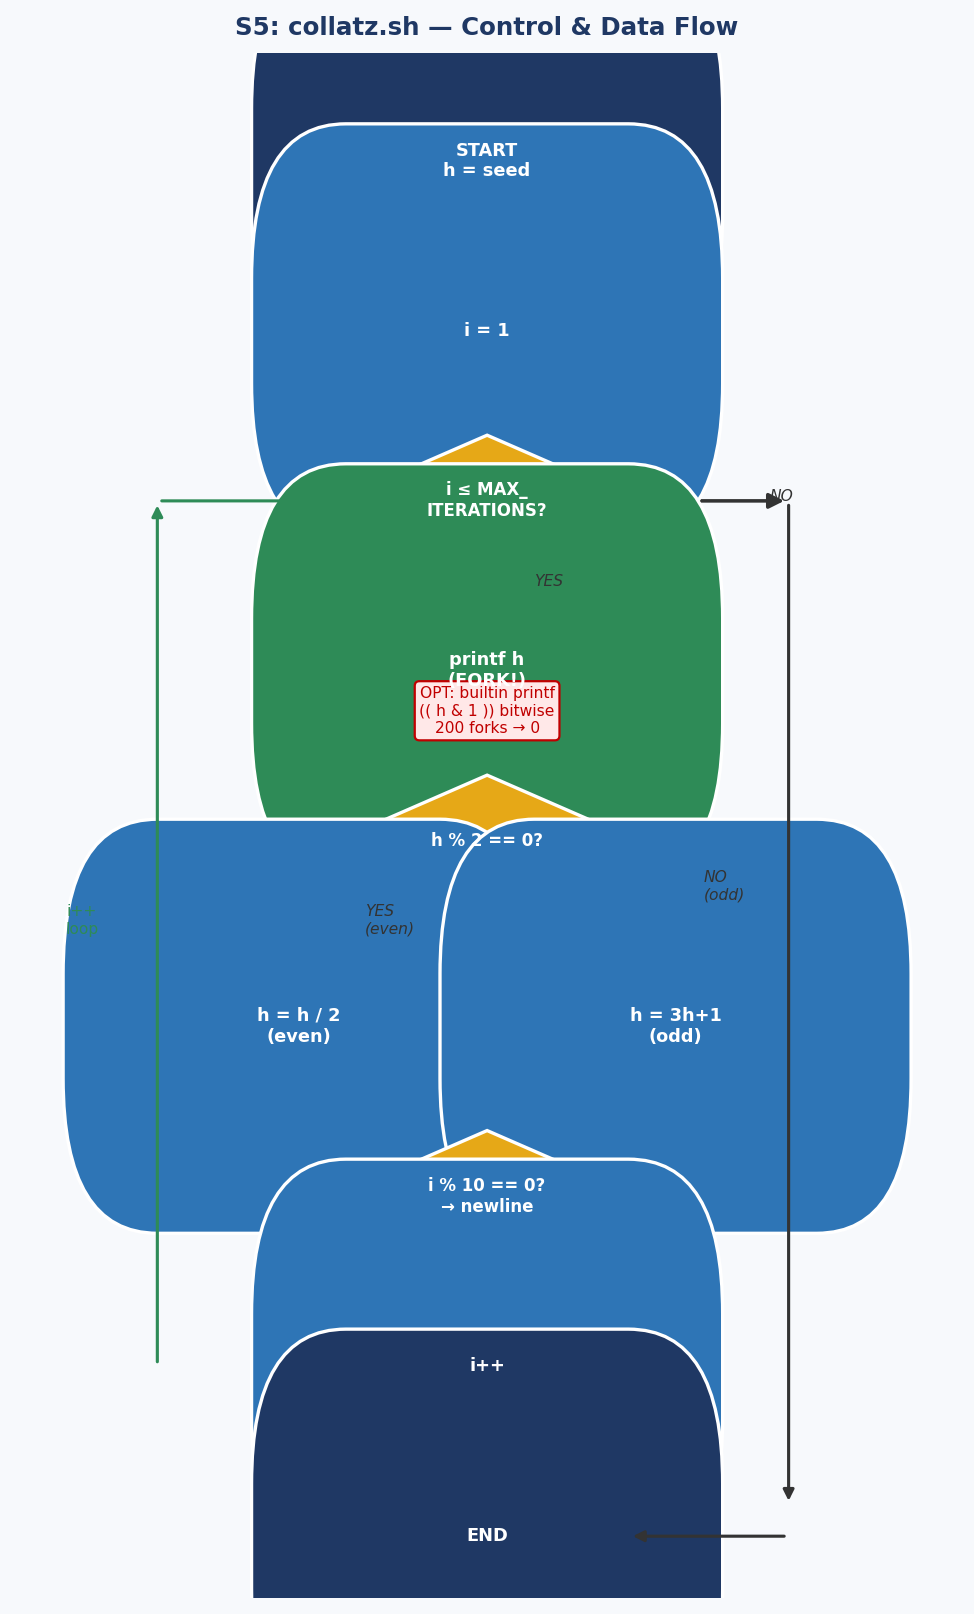 S5: collatz.sh — Control & Data Flow
START
h = seed
i = 1
i ≤ MAX_
ITERATIONS?
NO
YES
printf h
(FORK!)
OPT: builtin printf
(( h & 1 )) bitwise
200 forks → 0
h % 2 == 0?
NO
(odd)
YES
(even)
i++
loop
h = h / 2
(even)
h = 3h+1
(odd)
i % 10 == 0?
→ newline
i++
END